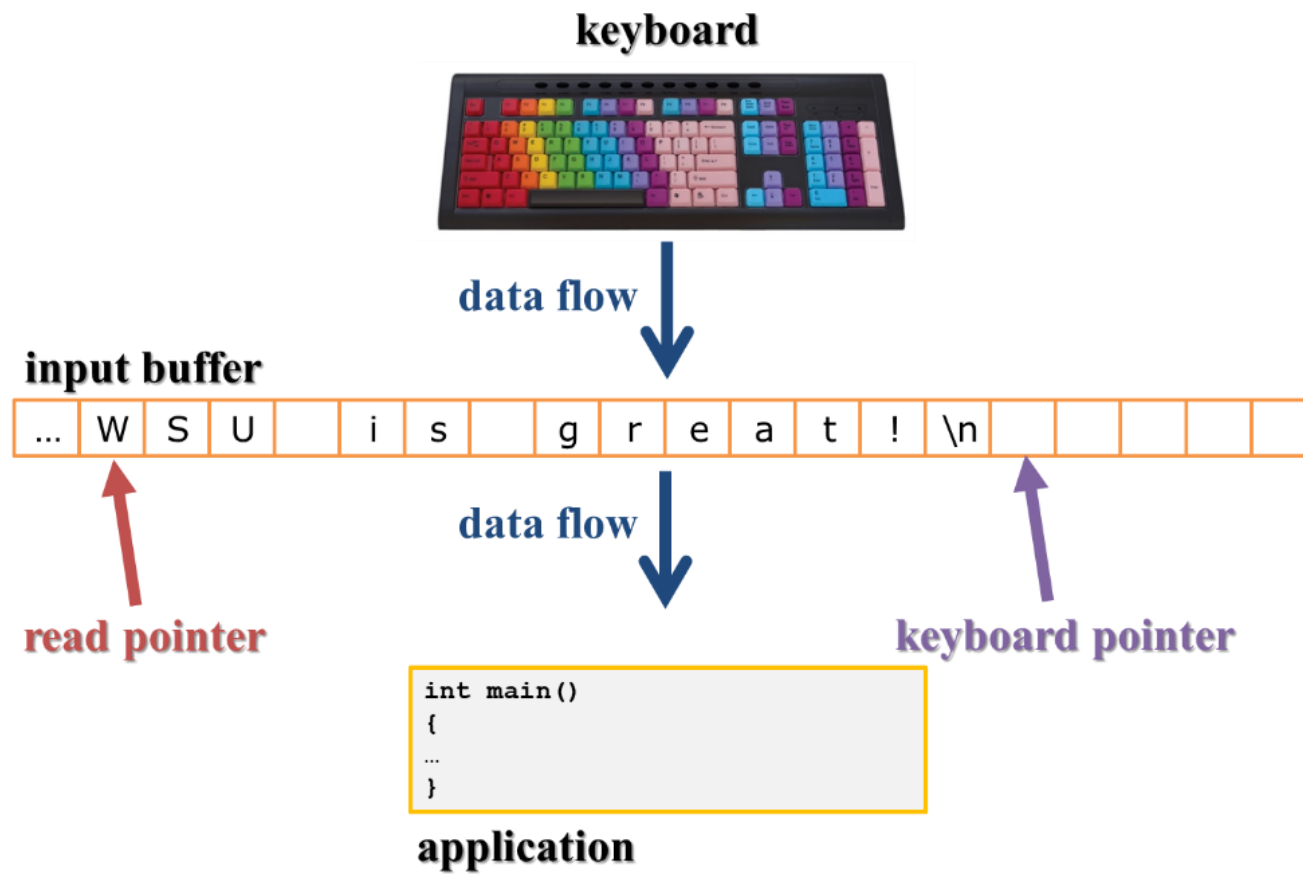 keyboard
data flow
input buffer
... W S U i s g r e a t ! \n
data flow
read pointer
keyboard pointer
int main()
{
...
}
application